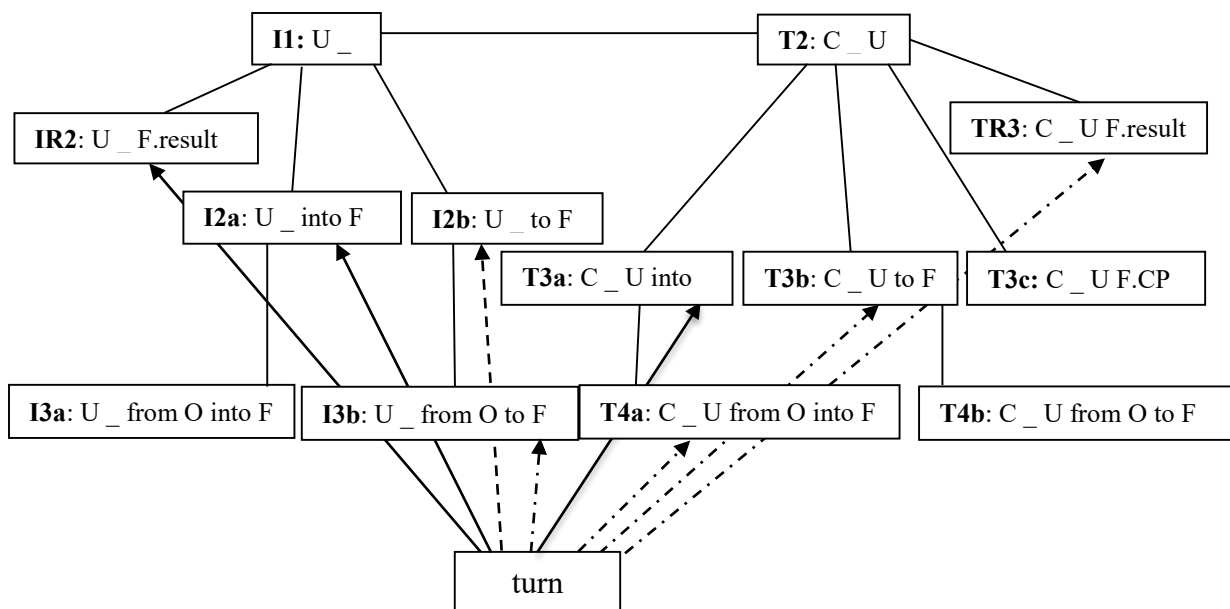 I1: U _
T2: C _ U
IR2: U _ F.result
TR3: C _ U F.result
I2a: U _ into F
I2b: U _ to F
T3a: C _ U into
T3b: C _ U to F
T3c: C _ U F.CP
I3a: U _ from O into F
I3b: U _ from O to F
T4a: C _ U from O into F
T4b: C _ U from O to F
turn